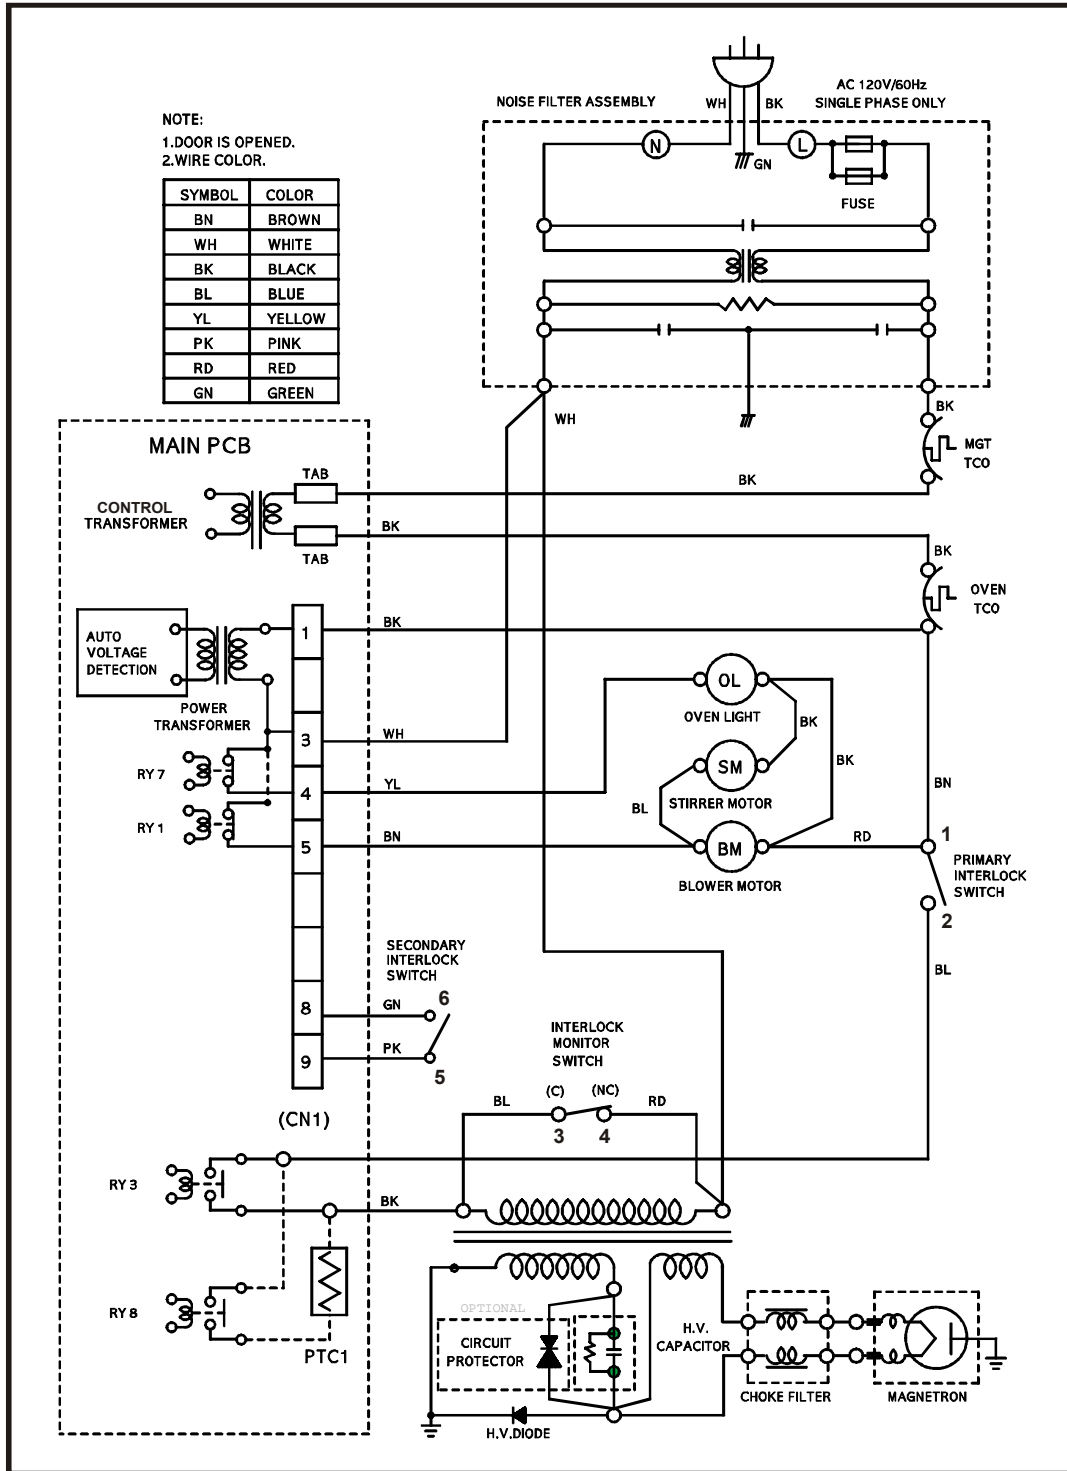 NOISE FILTER ASSEMBLY
WH
BK
AC 120V/60Hz
SINGLE PHASE ONLY
N
GN
L
FUSE
NOTE:
1.DOOR IS OPENED.
2.WIRE COLOR.
SYMBOL COLOR
BN BROWN
WH WHITE
BK BLACK
BL BLUE
YL YELLOW
PK PINK
RD RED
GN GREEN
WH
BK
MGT
TCO
MAIN PCB
TAB
BK
CONTROL
TRANSFORMER
BK
TAB
BK
OVEN
TCO
AUTO
VOLTAGE
DETECTION
1
BK
POWER
TRANSFORMER
OL
OVEN LIGHT
BK
3
WH
RY 7
4
YL
SM
STIRRER MOTOR
BK
BN
RY 1
5
BN
BL
BM
BLOWER MOTOR
RD
1
PRIMARY
INTERLOCK
SWITCH
2
BL
SECONDARY
INTERLOCK
SWITCH
8
GN
6
9
PK
5
(CN1)
INTERLOCK
MONITOR
SWITCH
BL
(C)
(NC)
RD
3
4
RY 3
BK
RY 8
PTC1
OPTIONAL
CIRCUIT
PROTECTOR
H.V.
CAPACITOR
H.V.DIODE
CHOKE FILTER
MAGNETRON